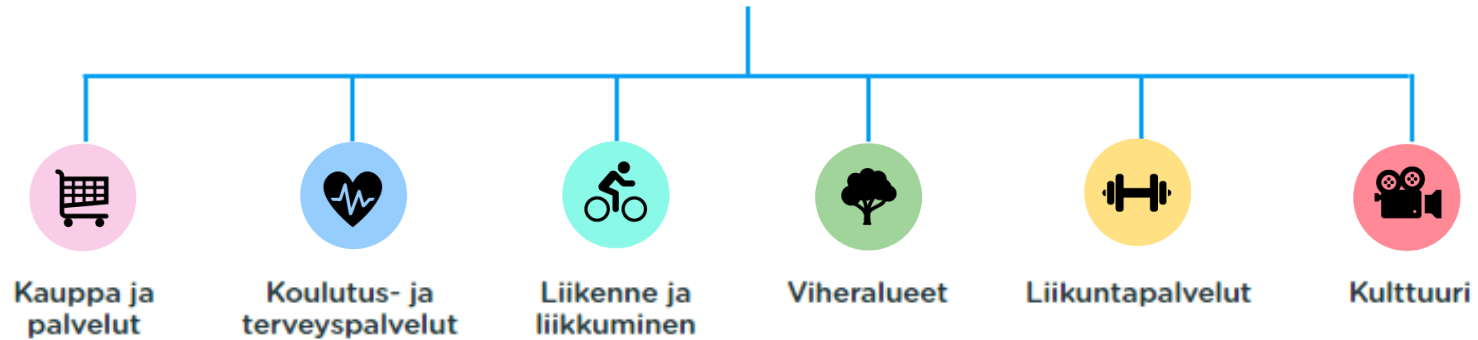 Kauppa ja
palvelut
Koulutus- ja
terveyspalvelut
Liikenne ja
liikkuminen
Viheralueet
Liikuntapalvelut
Kulttuuri